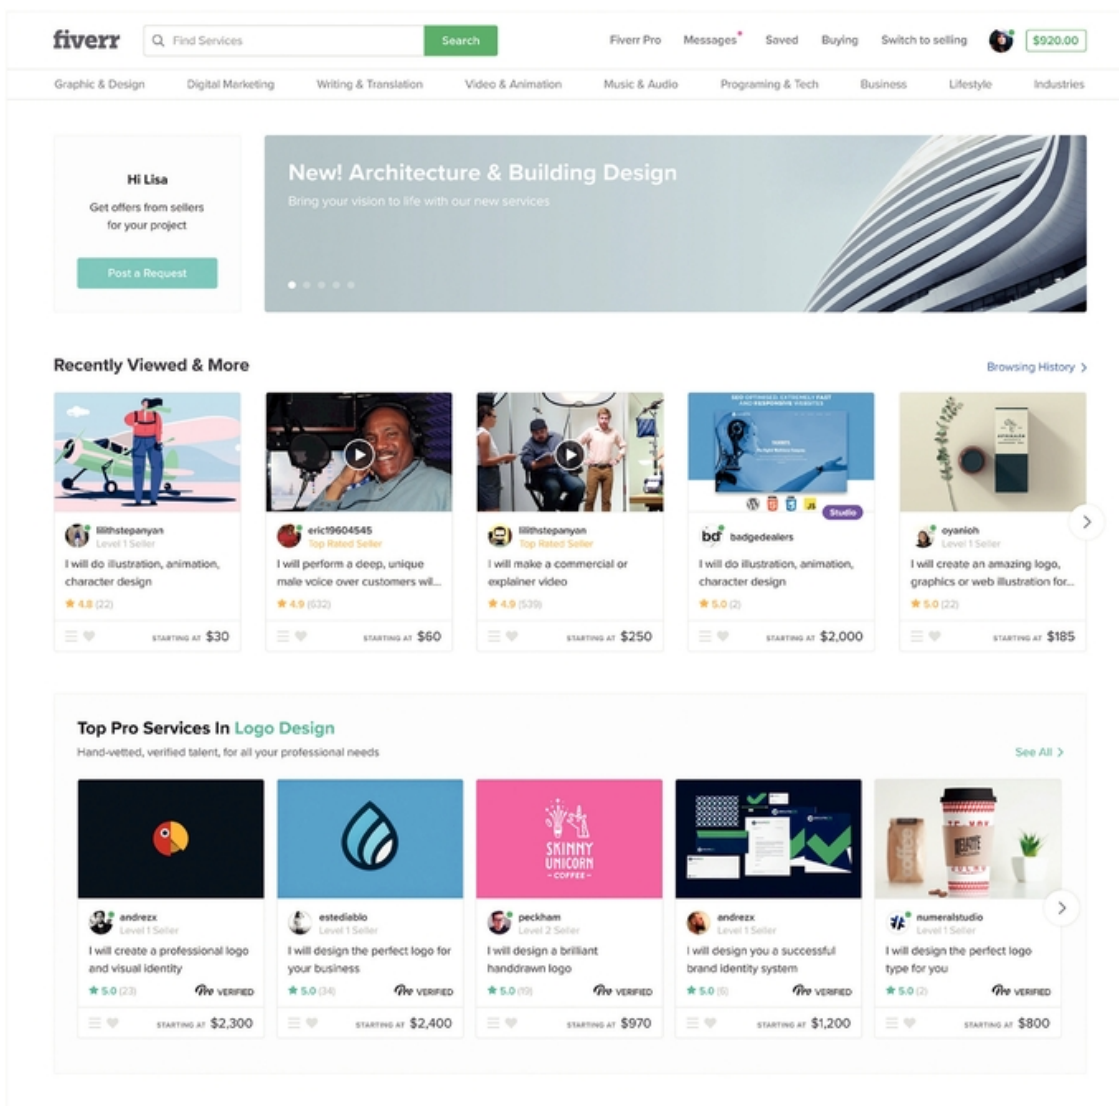 fiverr
Find Services
Search
Fiverr Pro
Messages
Saved
Buying
Switch to selling
$920.00
Graphic & Design
Digital Marketing
Writing & Translation
Video & Animation
Music & Audio
Programing & Tech
Business
Lifestyle
Industries
Hi Lisa
Get offers from sellers
for your project
Post a Request
New! Architecture & Building Design
Bring your vision to life with our new services
Recently Viewed & More
Browsing History
lilithstepanyan
Level 1 Seller
I will do illustration, animation,
character design
4.8 (22)
STARTING AT $30
eric19604545
Top Rated Seller
I will perform a deep, unique
male voice over customers wil...
4.9 (632)
STARTING AT $60
lilithstepanyan
Top Rated Seller
I will make a commercial or
explainer video
4.9 (539)
STARTING AT $250
SEO OPTIMISED, EXTREMELY FAST
AND RESPONSIVE WEBSITES
JS
Studio
bd
badgedealers
I will do illustration, animation,
character design
5.0 (2)
STARTING AT $2,000
oyanioh
Level 1 Seller
I will create an amazing logo,
graphics or web illustration for...
5.0 (22)
STARTING AT $185
Top Pro Services In Logo Design
Hand-vetted, verified talent, for all your professional needs
See All
andrezx
Level 1 Seller
I will create a professional logo
and visual identity
5.0 (23)
Pro VERIFIED
STARTING AT $2,300
estediablo
Level 1 Seller
I will design the perfect logo for
your business
5.0 (34)
Pro VERIFIED
STARTING AT $2,400
SKINNY
UNICORN
- COFFEE -
peckham
Level 2 Seller
I will design a brilliant
handdrawn logo
5.0 (19)
Pro VERIFIED
STARTING AT $970
andrezx
Level 1 Seller
I will design you a successful
brand identity system
5.0 (6)
Pro VERIFIED
STARTING AT $1,200
coffee
numeralstudio
Level 1 Seller
I will design the perfect logo
type for you
5.0 (2)
Pro VERIFIED
STARTING AT $800